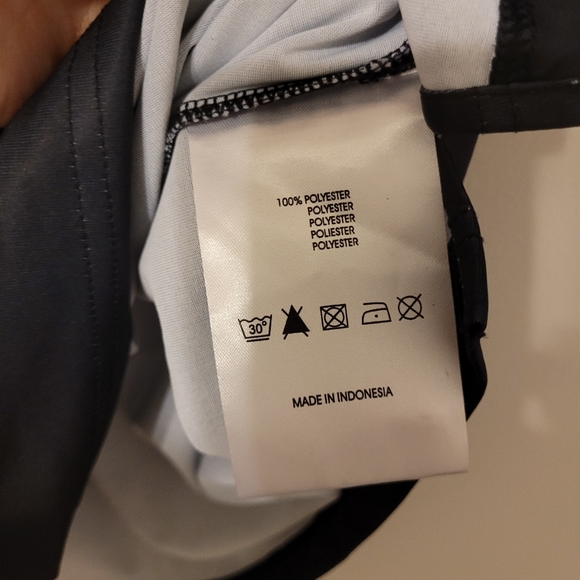 100% POLYESTER
POLYESTER
POLYESTER
POLIESTER
POLYESTER
30°
MADE IN INDONESIA